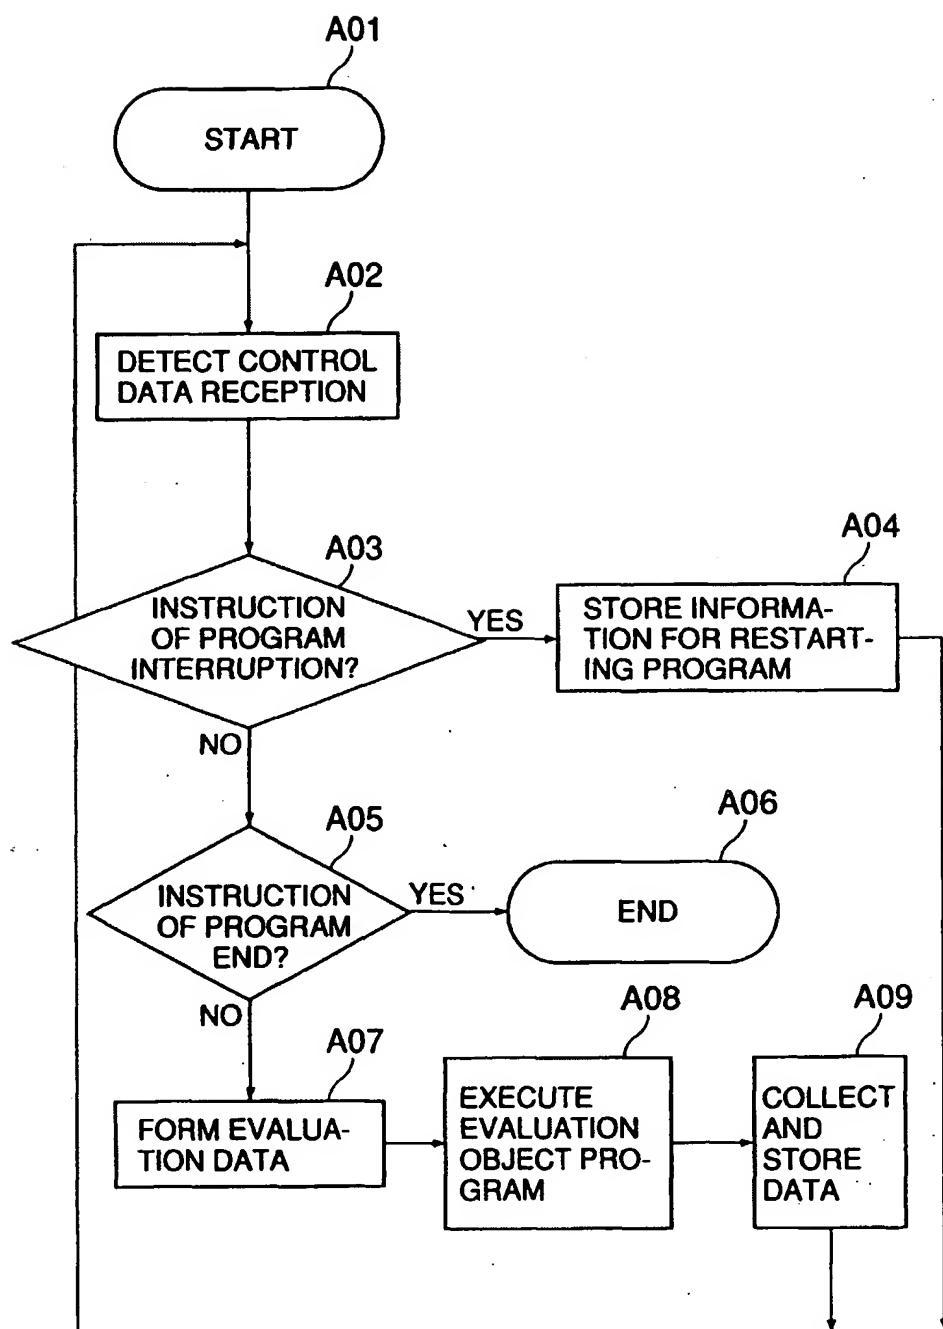 A01
START
A02
DETECT CONTROL
DATA RECEPTION
A03
INSTRUCTION
OF PROGRAM
INTERRUPTION?
YES
A04
STORE INFORMA-
TION FOR RESTART-
ING PROGRAM
NO
A05
INSTRUCTION
OF PROGRAM
END?
YES
A06
END
NO
A07
FORM EVALUA-
TION DATA
A08
EXECUTE
EVALUATION
OBJECT PRO-
GRAM
A09
COLLECT
AND
STORE
DATA